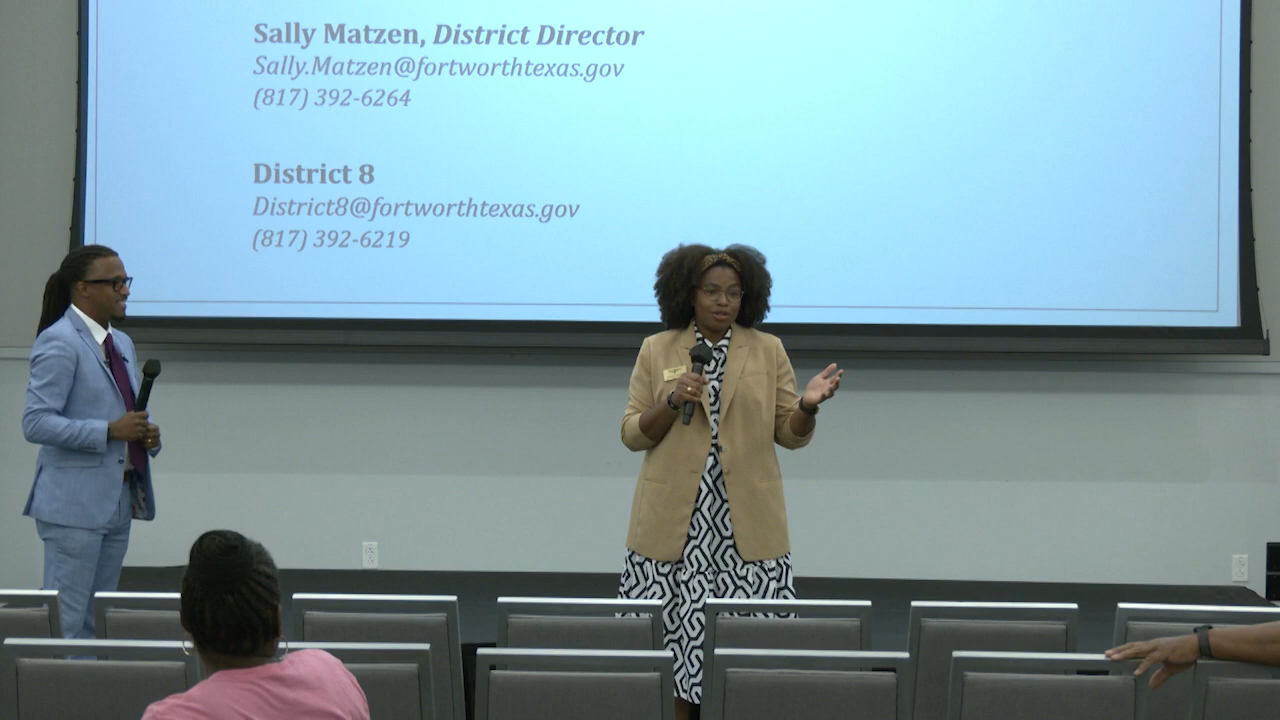 Sally Matzen, District Director
Sally.Matzen@fortworthtexas.gov
(817) 392-6264
District 8
District8@fortworthtexas.gov
(817) 392-6219